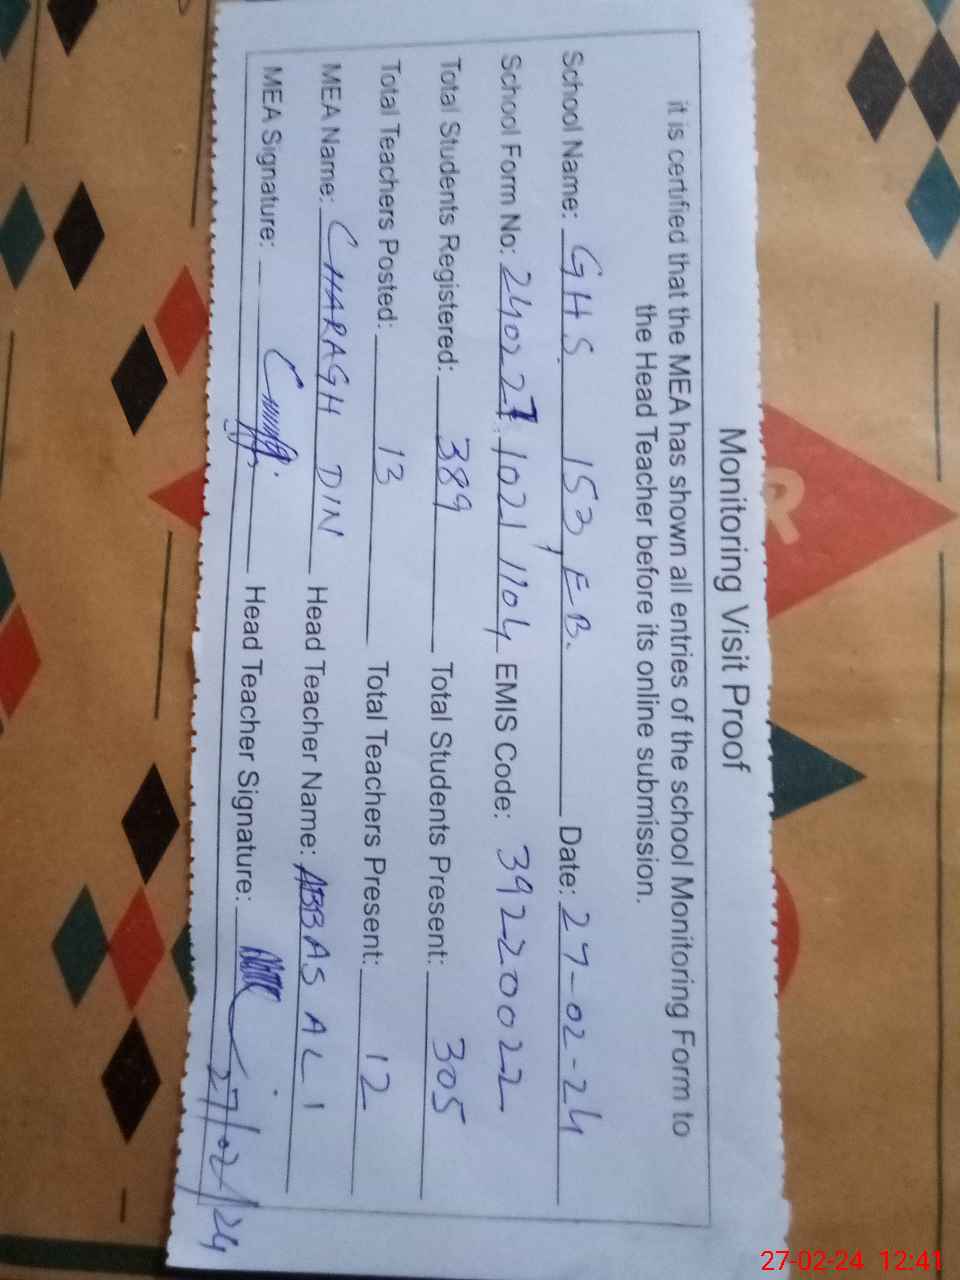 Monitoring Visit Proof
it is certified that the MEA has shown all entries of the school Monitoring Form to
the Head Teacher before its online submission.
School Name: GHS 153, EB. Date: 27-02-24
School Form No: 240227 10211104 EMIS Code: 39220022
Total Students Registered: 389 Total Students Present: 305
Total Teachers Posted: 13 Total Teachers Present: 12
MEA Name: CHARAGH DIN Head Teacher Name: ABBAS ALI
MEA Signature: Head Teacher Signature:
27/02/24
27-02-24 12:41